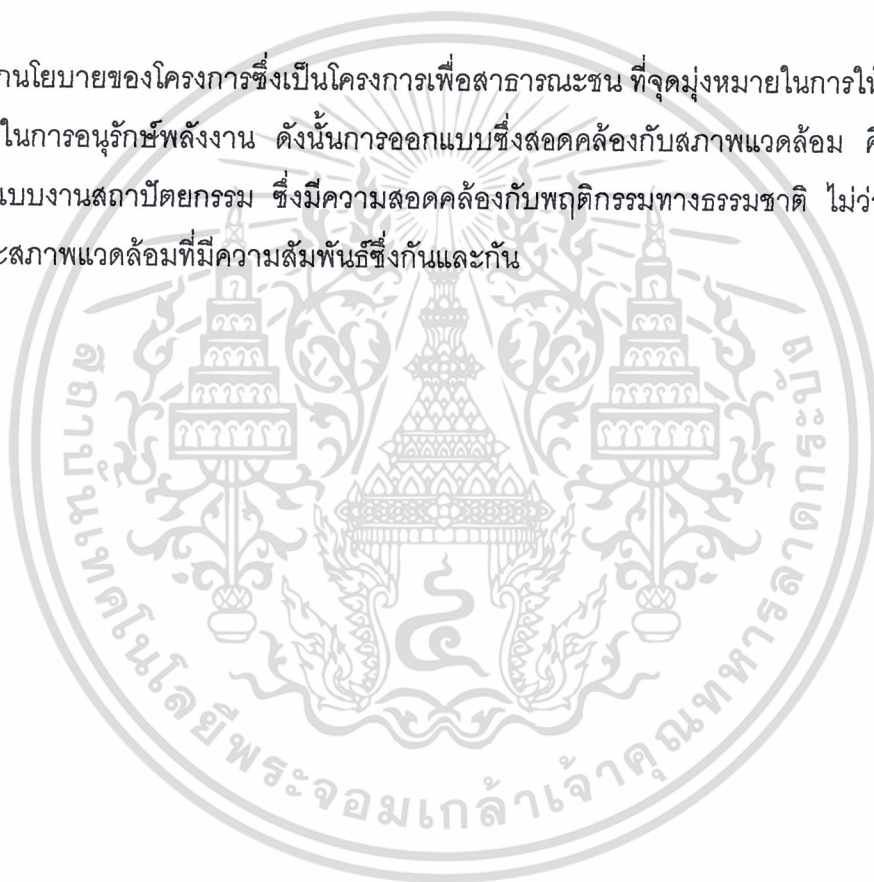 านโยบายของโครงการซึ่งเป็นโครงการเพื่อสาธารณะชน ที่จุดมุ่งหมายในการให้
ในการอนุรักษ์พลังงาน ดังนั้นการออกแบบซึ่งสอดคล้องกับสภาพแวดล้อม
แบบงานสถาปัตยกรรม ซึ่งมีความสอดคล้องกับพฤติกรรมทางธรรมชาติ ไม่ว่
ะสภาพแวดล้อมที่มีความสัมพันธ์ซึ่งกันและกัน
สถาบันเทคโนโลยีพระจอมเกล้าเจ้าคุณทหารลาดกระบัง